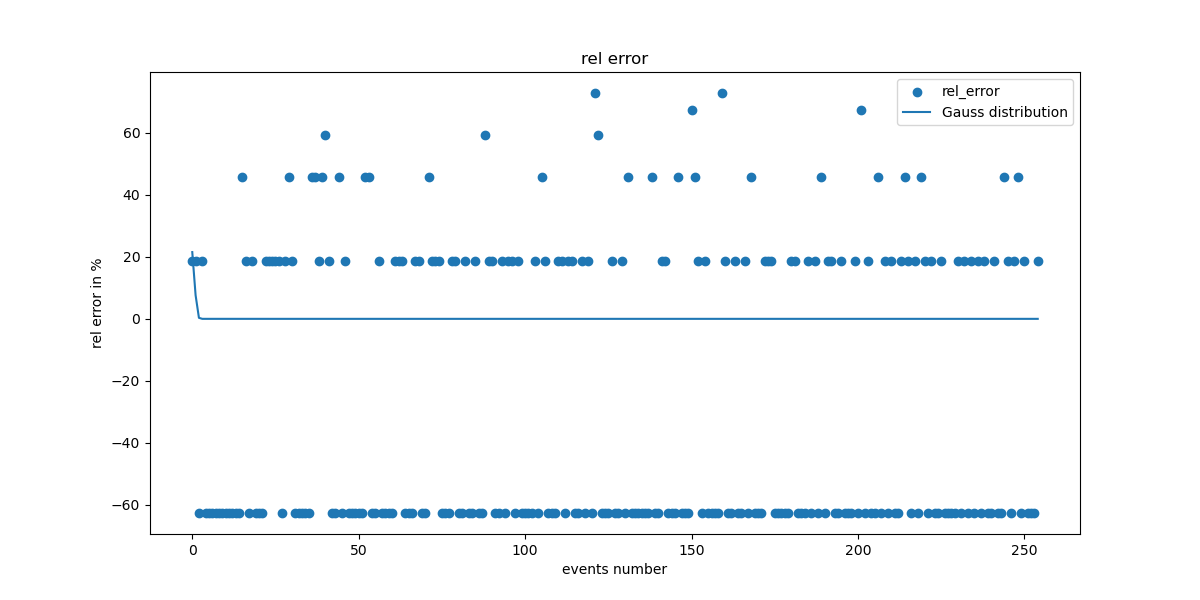 rel error
rel_error
Gauss distribution
rel error in %
60
40
20
0
−20
−40
−60
0 50 100 150 200 250
events number